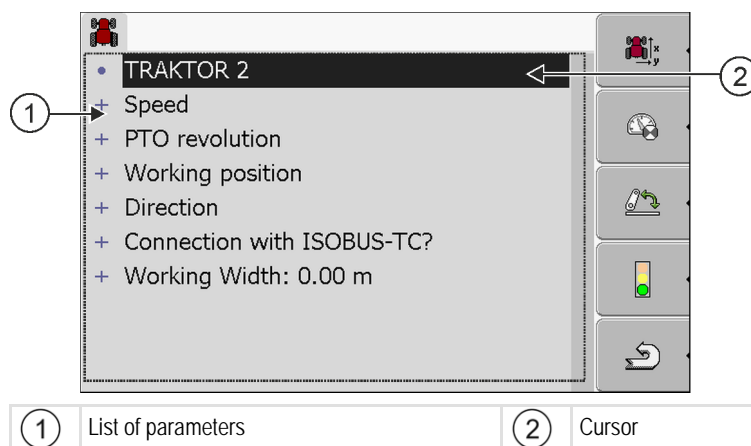 x
y
TRAKTOR 2
2
1
+ Speed
+ PTO revolution
+ Working position
+ Direction
+ Connection with ISOBUS-TC?
+ Working Width: 0.00 m
1 List of parameters 2 Cursor